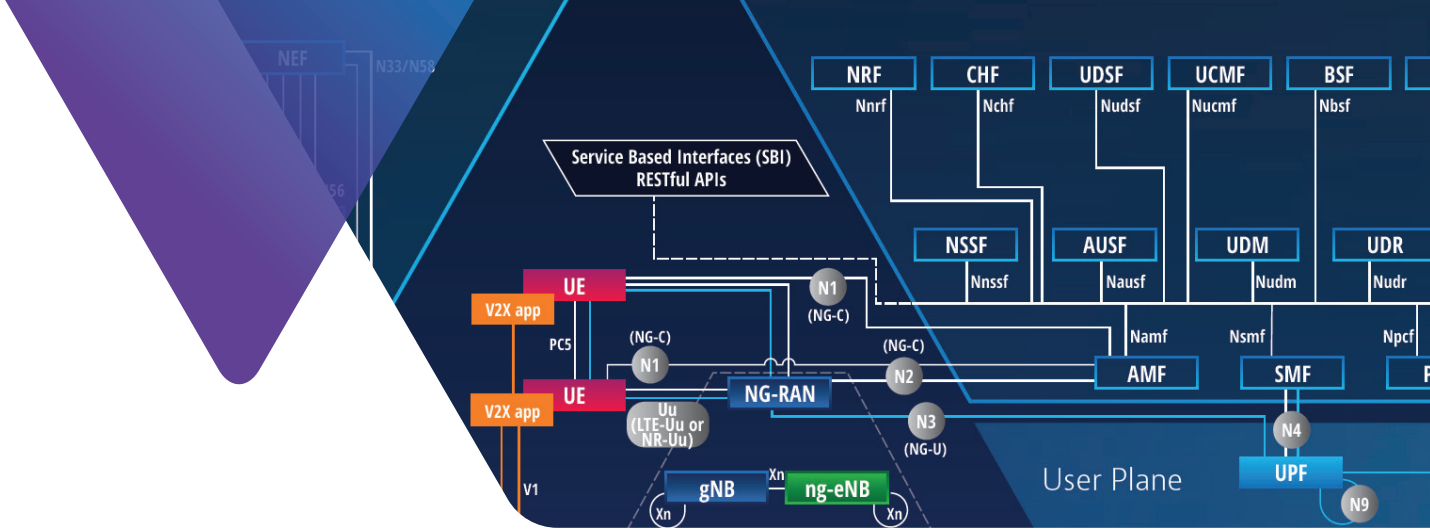 NEF
N33/N58
56
NRF
CHF
UDSF
UCMF
BSF
Nnrf
Nchf
Nudsf
Nucmf
Nbsf
Service Based Interfaces (SBI)
RESTful APIs
NSSF
AUSF
UDM
UDR
Nnssf
Nausf
Nudm
Nudr
UE
N1
(NG-C)
V2X app
PC5
(NG-C)
N1
(NG-C)
N2
Namf
Nsmf
Npcf
AMF
SMF
P
UE
NG-RAN
V2X app
Uu
(LTE-Uu or
NR-Uu)
N3
(NG-U)
N4
User Plane
UPF
N9
gNB
Xn
ng-eNB
V1
Xn
Xn